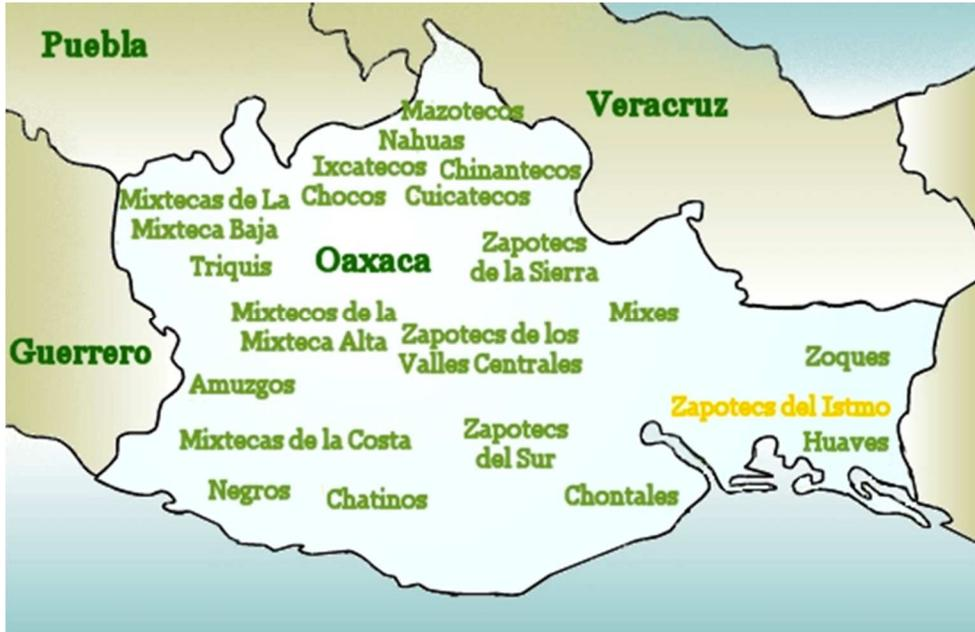 Puebla
Veracruz
Mazotecos
Nahuas
Ixcatecos
Chinantecos
Mixtecas de La
Mixteca Baja
Chocos
Cuicatecos
Triquis
Oaxaca
Zapotecs
de la Sierra
Mixtecos de la
Mixteca Alta
Zapotecs de los
Valles Centrales
Mixes
Guerrero
Zoques
Amuzgos
Zapotecs del Istmo
Mixtecas de la Costa
Zapotecs
del Sur
Huaves
Negros
Chatinos
Chontales